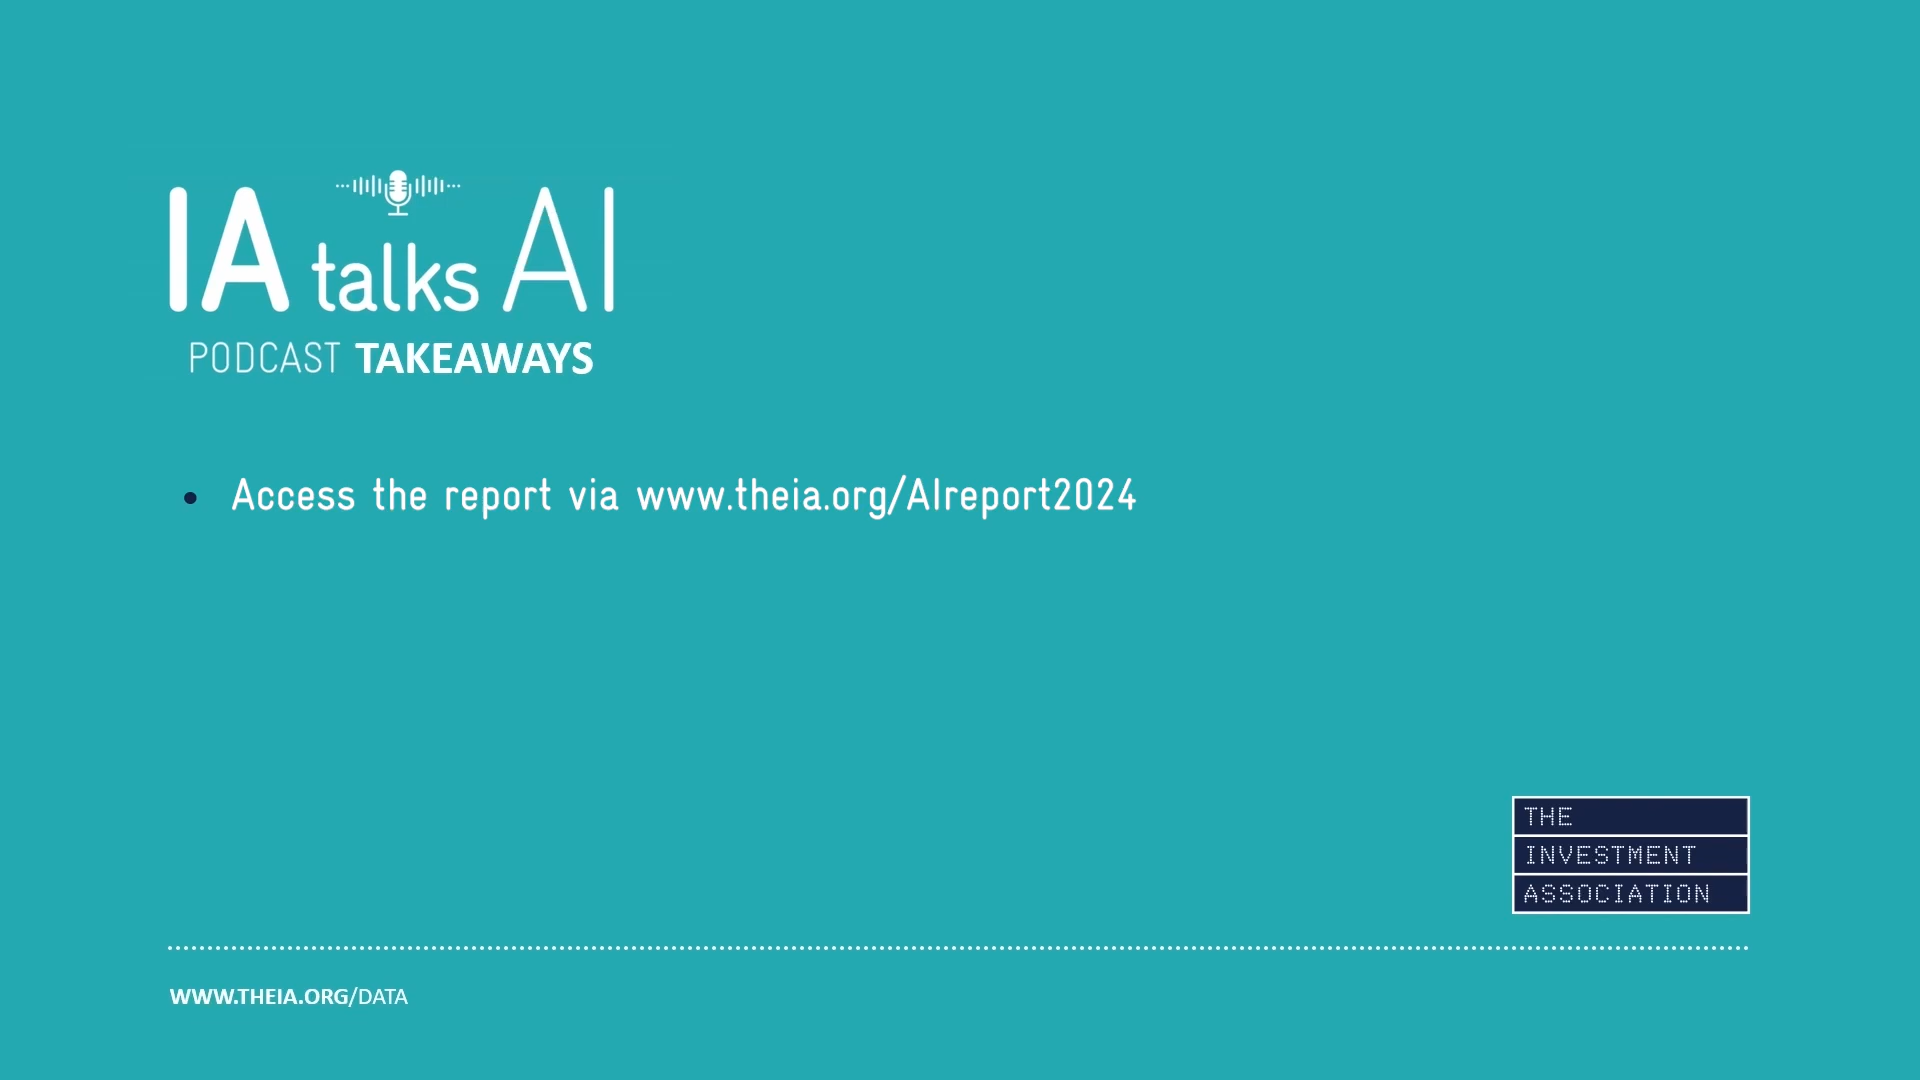 IA talks AI
PODCAST TAKEAWAYS
• Access the report via www.theia.org/AIreport2024
THE
INVESTMENT
ASSOCIATION
WWW.THEIA.ORG/DATA